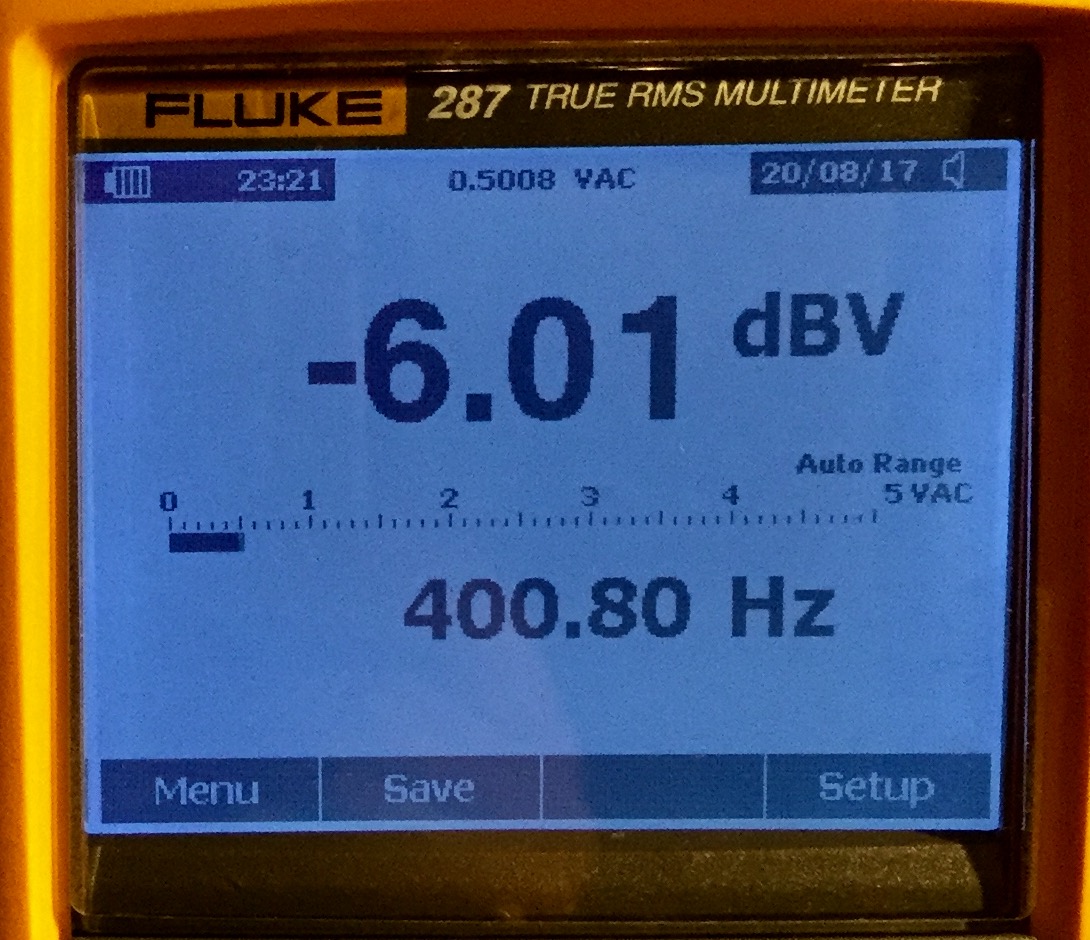 FLUKE 287 TRUE RMS MULTIMETER
23:21 0.5008 VAC 20/08/17
-6.01 dBV
Auto Range
0 1 2 3 4 5 VAC
400.80 Hz
Menu Save Setup